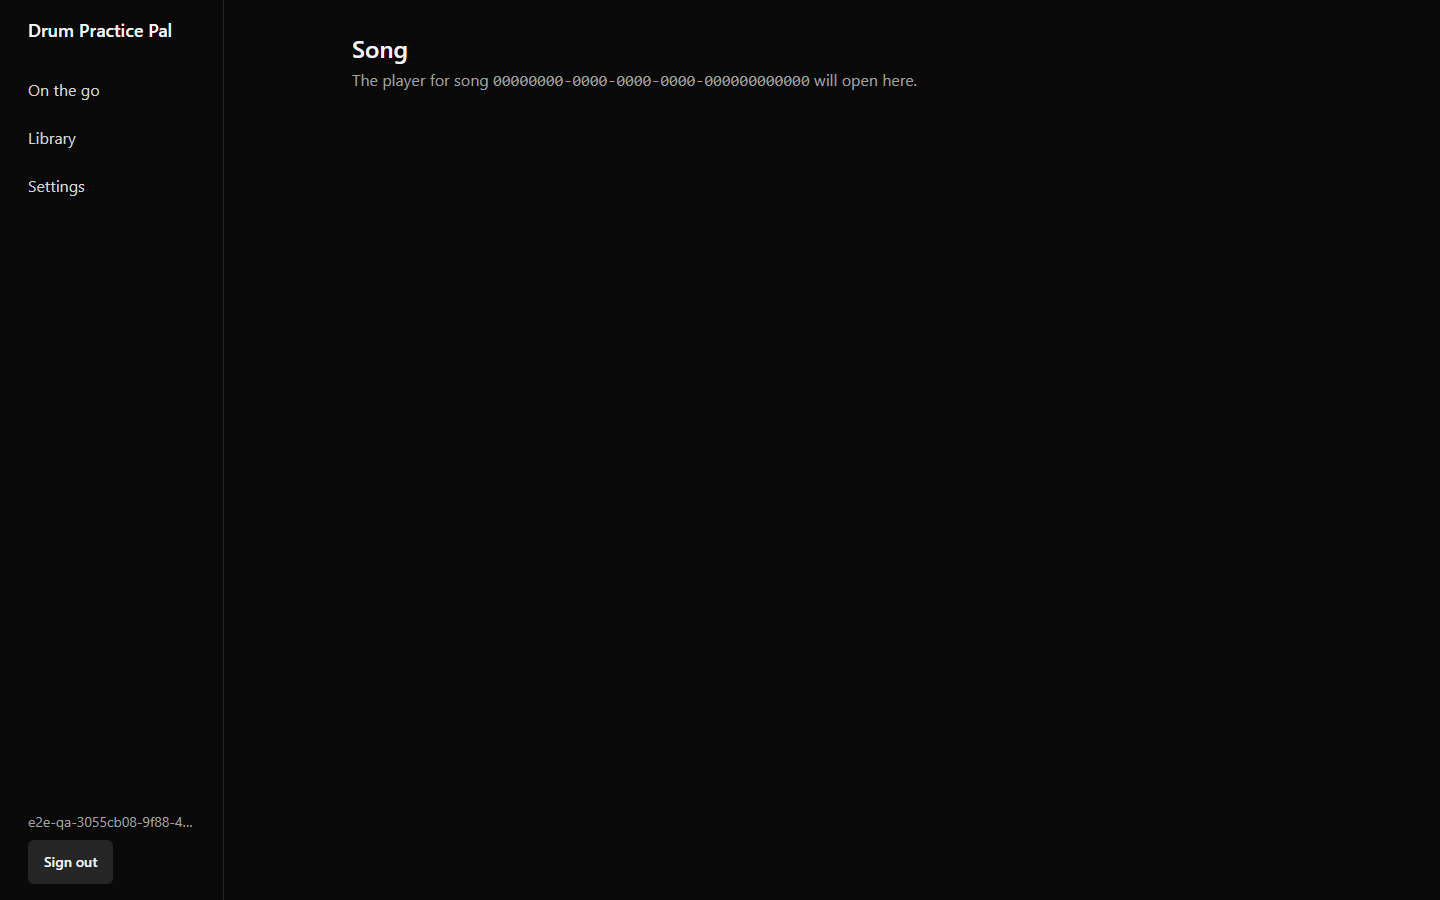 Drum Practice Pal
On the go
Library
Settings
Song
The player for song 00000000-0000-0000-0000-000000000000 will open here.
e2e-qa-3055cb08-9f88-4...
Sign out